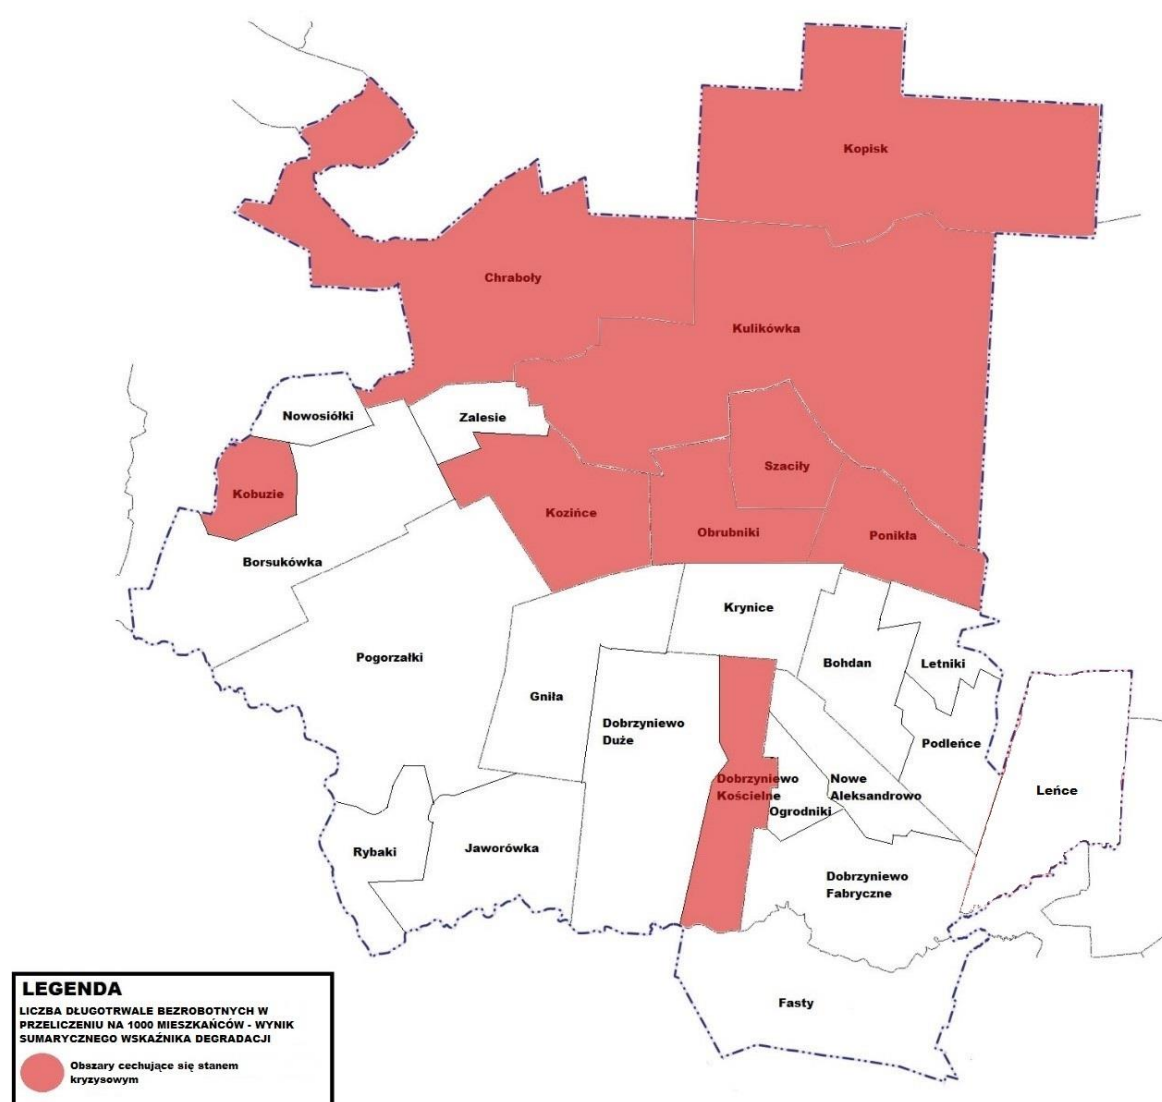 Kopisk
Chraboły
Kulikówka
Nowosiółki
Zalesie
Szaciły
Kobuzie
Kozińce
Obrubniki
Ponikła
Borsukówka
Krynice
Pogorzałki
Bohdan
Letniki
Gniła
Dobrzyniewo
Duże
Podleńce
Dobrzyniewo
Kościelne
Nowe
Aleksandrowo
Ogrodniki
Leńce
Rybaki
Jaworówka
Dobrzyniewo
Fabryczne
Fasty
LEGENDA
LICZBA DŁUGOTRWALE BEZROBOTNYCH W
PRZELICZENIU NA 1000 MIESZKAŃCÓW - WYNIK
SUMARYCZNEGO WSKAŹNIKA DEGRADACJI
Obszary cechujące się stanem
kryzysowym